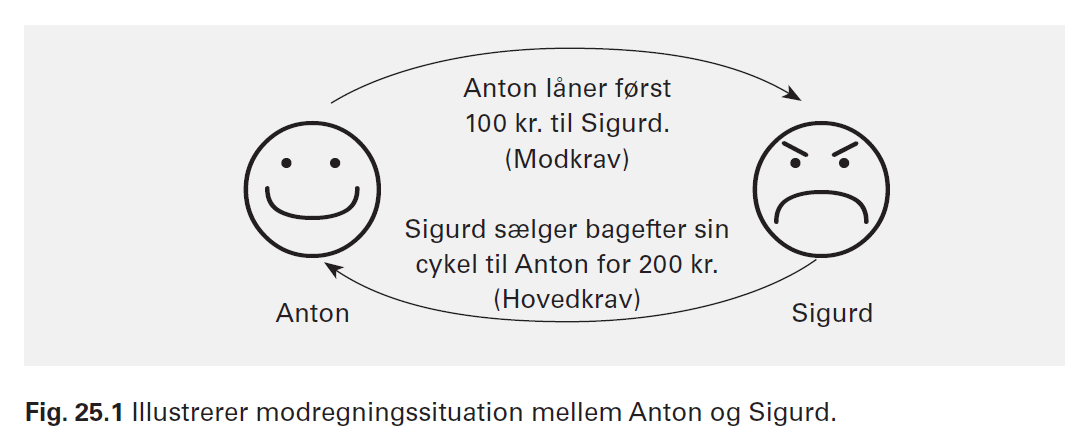 Anton låner først
100 kr. til Sigurd.
(Modkrav)
Sigurd sælger bagefter sin
cykel til Anton for 200 kr.
(Hovedkrav)
Anton
Sigurd
Fig. 25.1 Illustrerer modregningssituation mellem Anton og Sigurd.